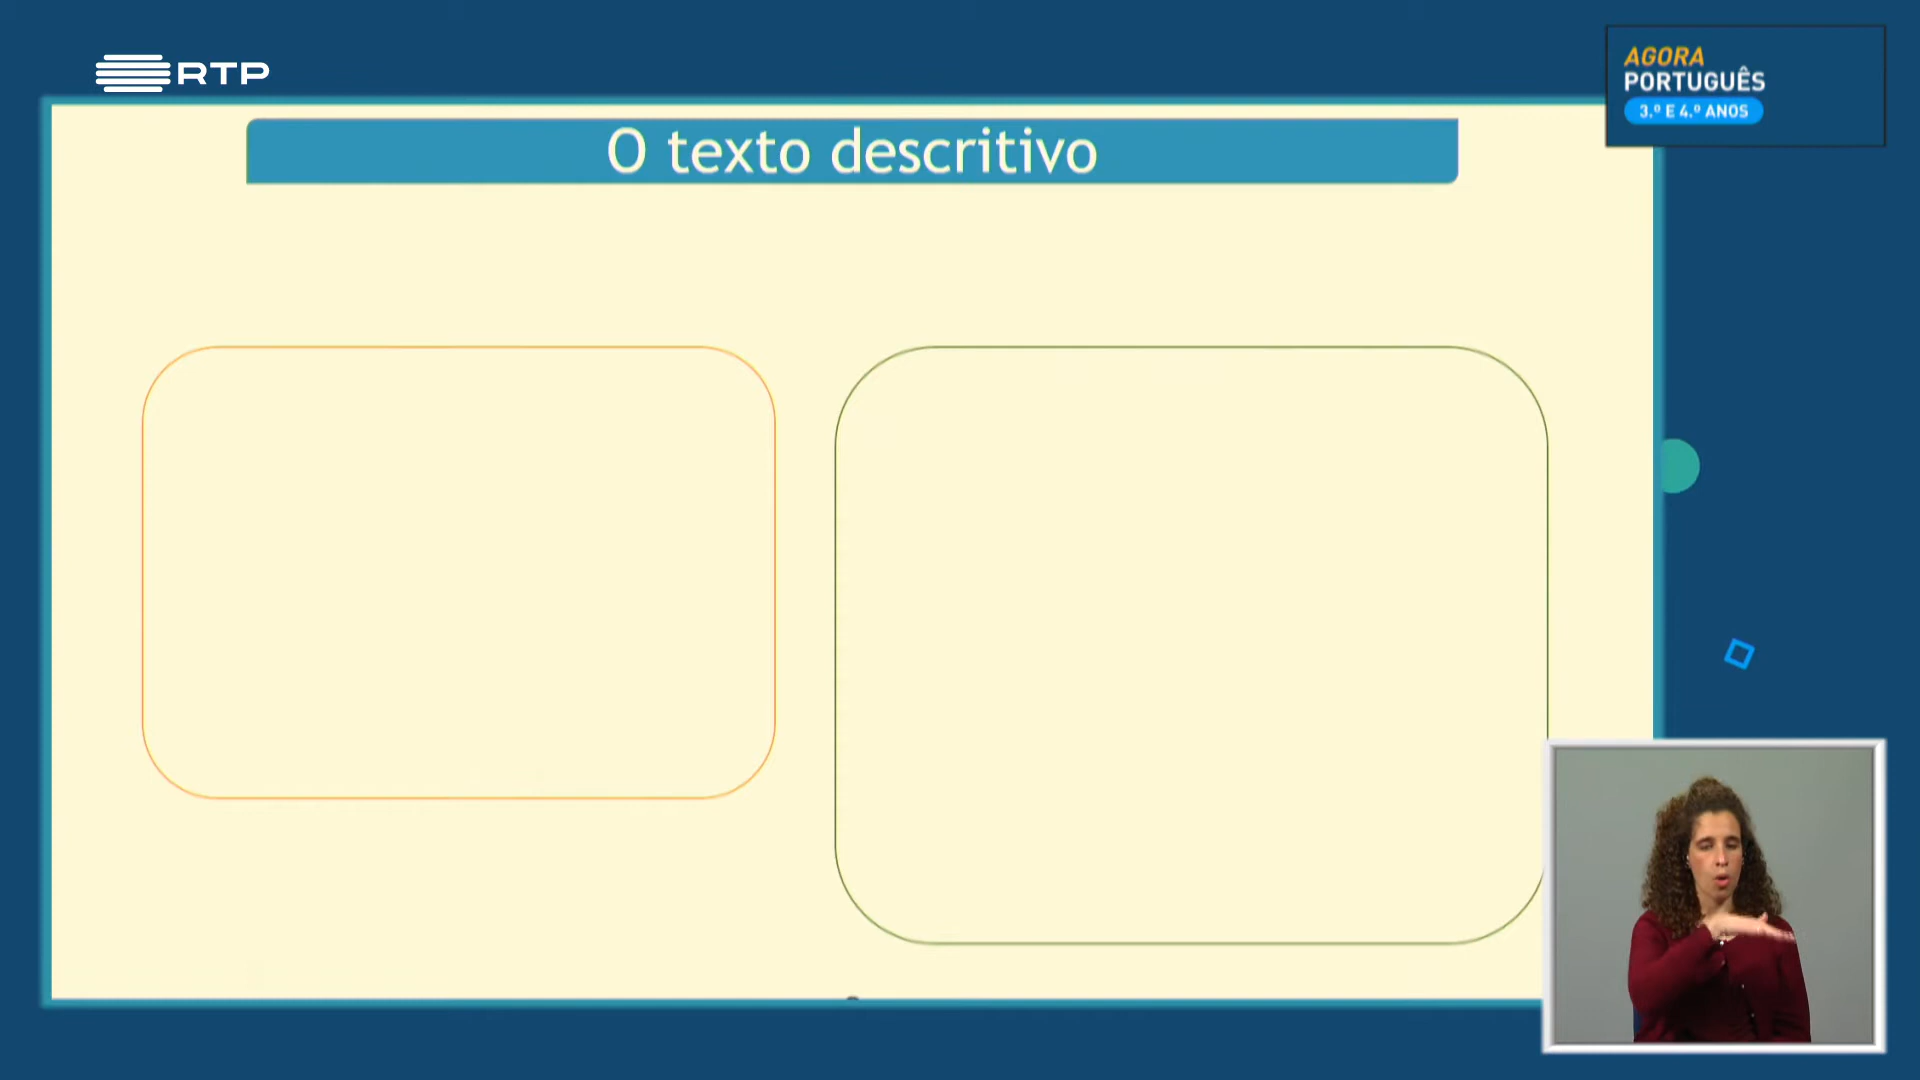 RTP
AGORA
PORTUGUÊS
3.º E 4.º ANOS
O texto descritivo